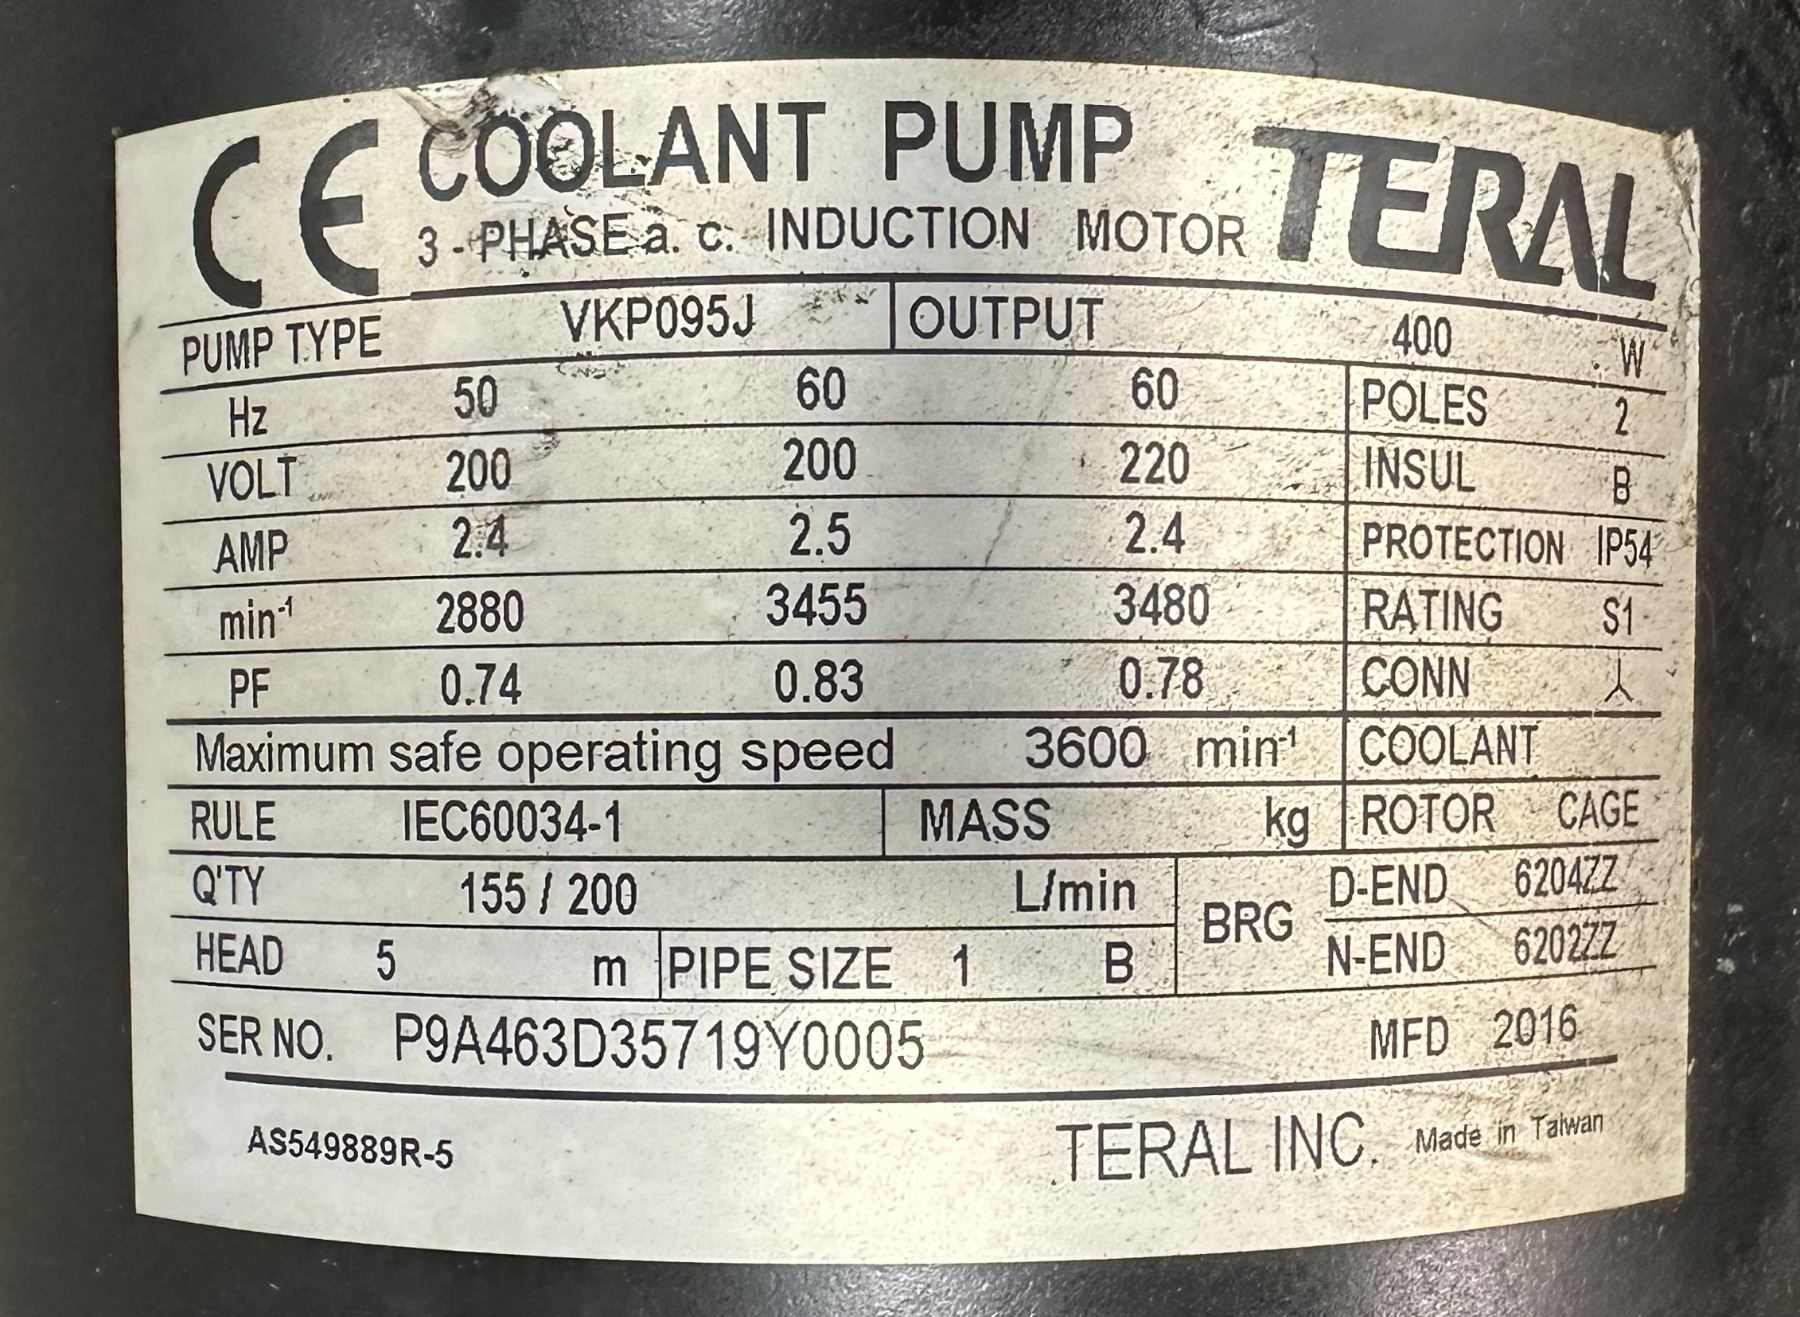 CE COOLANT PUMP TERAL
3 - PHASE a. c. INDUCTION MOTOR
PUMP TYPE VKP095J OUTPUT 400 W
Hz 50 60 60 POLES 2
VOLT 200 200 220 INSUL B
AMP 2.4 2.5 2.4 PROTECTION IP54
min-1 2880 3455 3480 RATING S1
PF 0.74 0.83 0.78 CONN 人
Maximum safe operating speed 3600 min-1 COOLANT
RULE IEC60034-1 MASS kg ROTOR CAGE
Q'TY 155 / 200 L/min BRG D-END 6204ZZ
HEAD 5 m PIPE SIZE 1 B N-END 6202ZZ
SER NO. P9A463D35719Y0005 MFD 2016
AS549889R-5 TERAL INC. Made in Taiwan